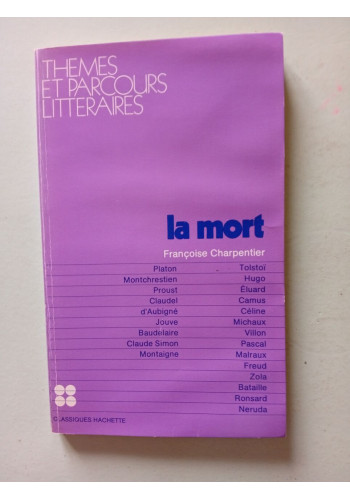 THEMES
ET PARCOURS
LITTERAIRES
la mort
Françoise Charpentier
Platon
Montchrestien
Proust
Claudel
d'Aubigné
Jouve
Baudelaire
Claude Simon
Montaigne
Tolstoï
Hugo
Éluard
Camus
Céline
Michaux
Villon
Pascal
Malraux
Freud
Zola
Bataille
Ronsard
Neruda
CLASSIQUES HACHETTE